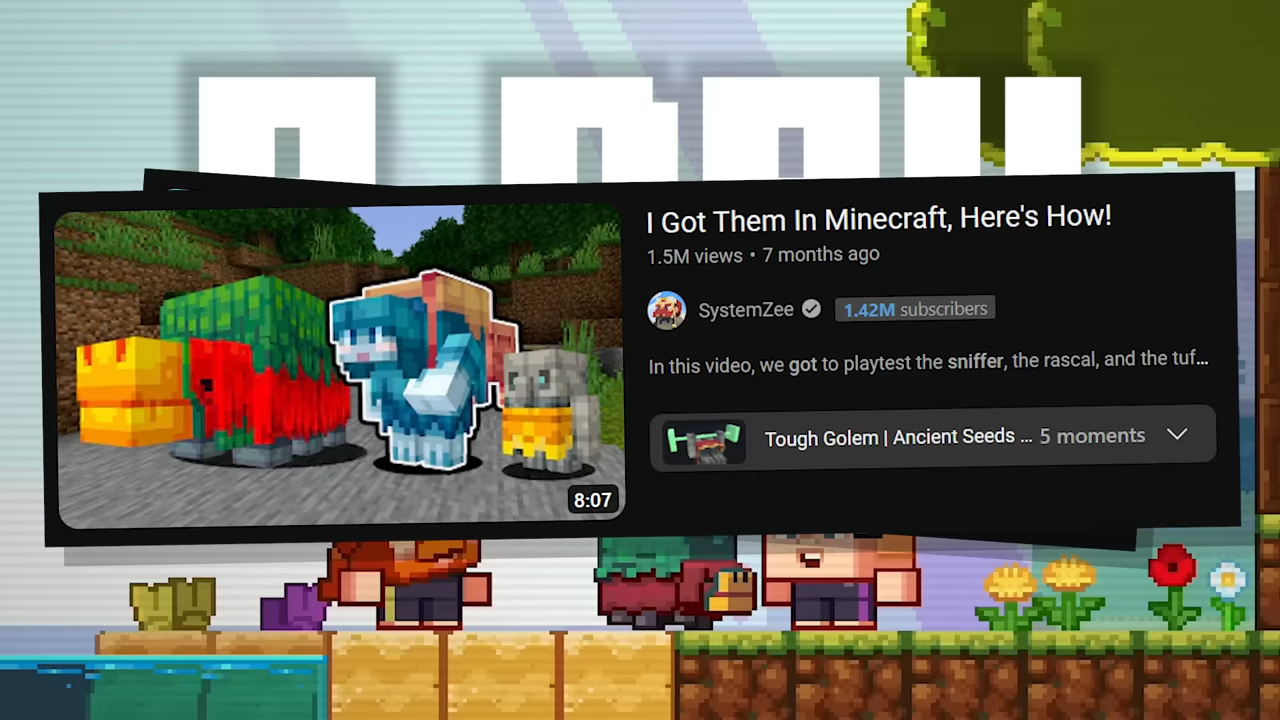 I Got Them In Minecraft, Here's How!
1.5M views • 7 months ago
SystemZee 1.42M subscribers
In this video, we got to playtest the sniffer, the rascal, and the tuf...
Tough Golem | Ancient Seeds ... 5 moments
8:07